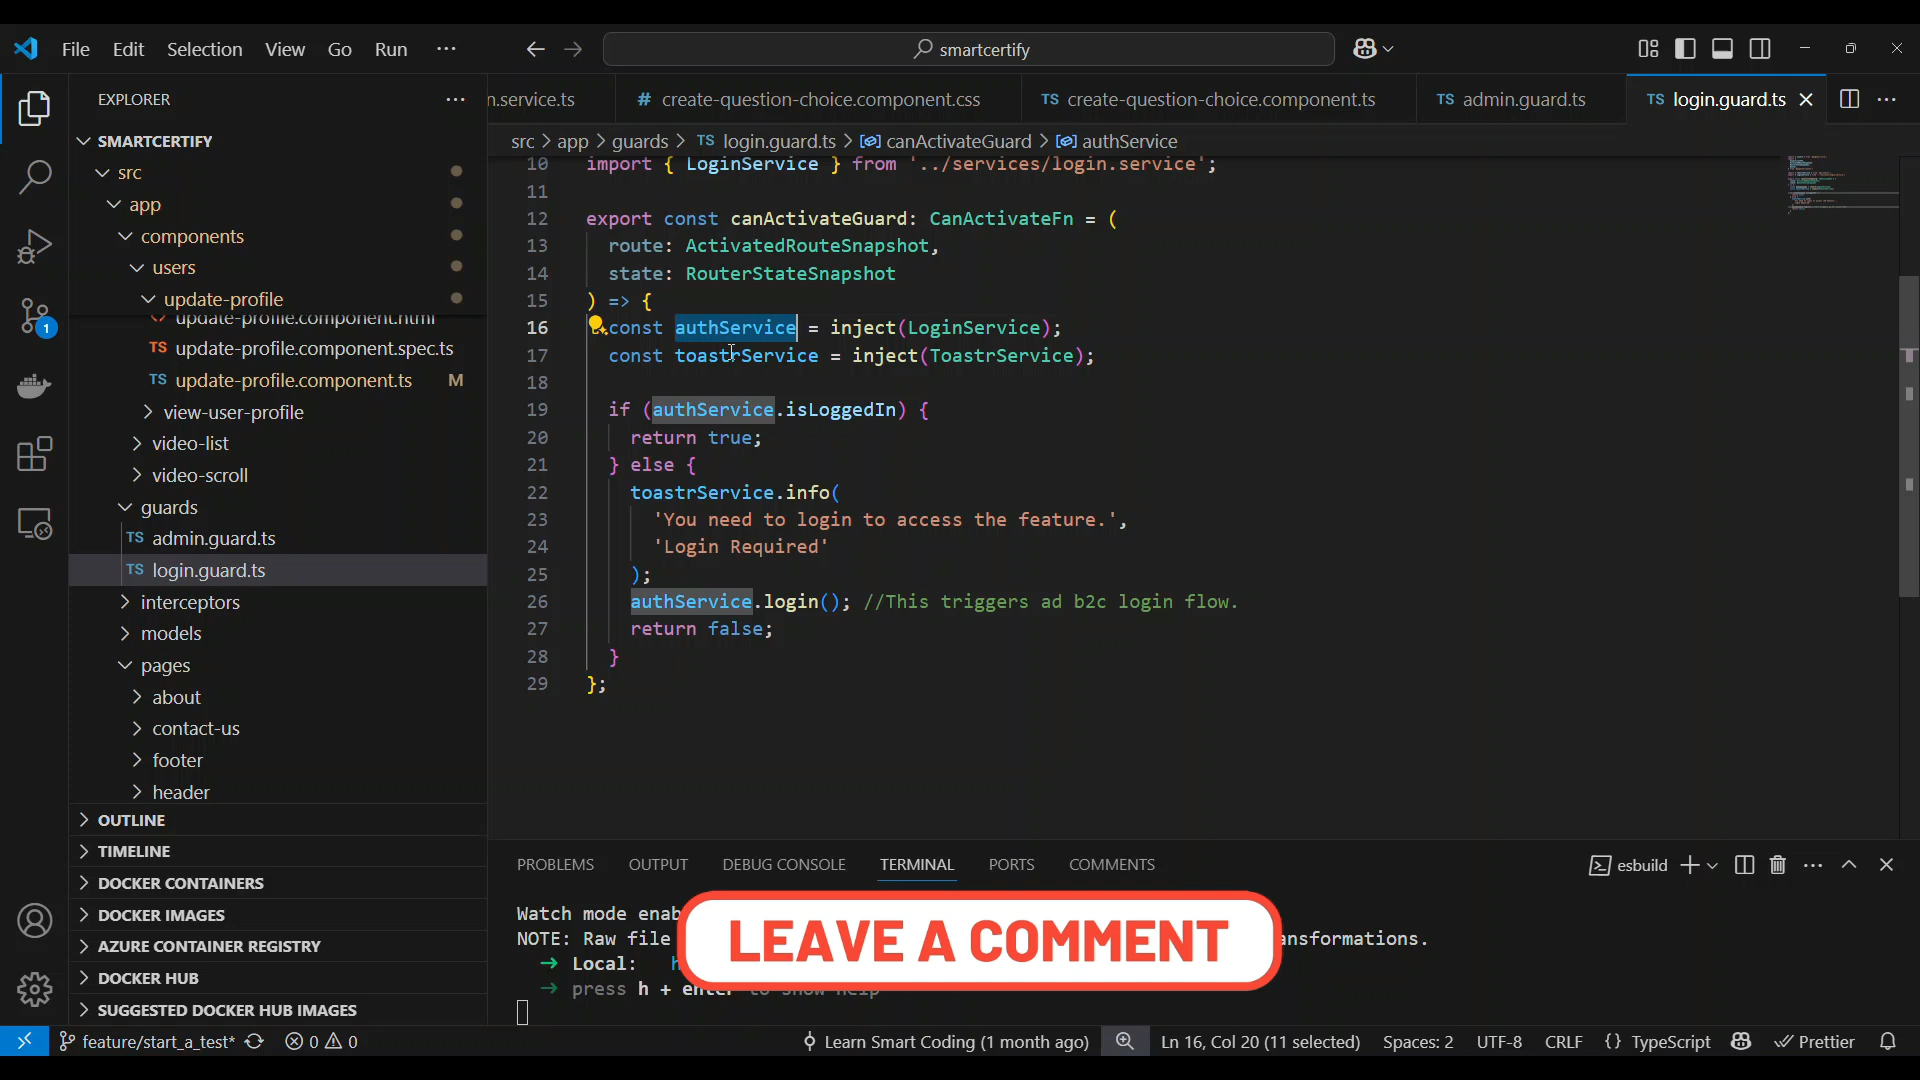 File Edit Selection View Go Run ···
smartcertify
EXPLORER ···
n.service.ts
# create-question-choice.component.css
TS create-question-choice.component.ts
TS admin.guard.ts
TS login.guard.ts
src > app > guards > TS login.guard.ts > canActivateGuard > authService
SMARTCERTIFY
src
app
components
users
update-profile
update-profile.component.html
TS update-profile.component.spec.ts
TS update-profile.component.ts M
view-user-profile
video-list
video-scroll
guards
TS admin.guard.ts
TS login.guard.ts
interceptors
models
pages
about
contact-us
footer
header
OUTLINE
TIMELINE
DOCKER CONTAINERS
DOCKER IMAGES
AZURE CONTAINER REGISTRY
DOCKER HUB
SUGGESTED DOCKER HUB IMAGES
10 import { LoginService } from '../services/login.service';
11
12 export const canActivateGuard: CanActivateFn = (
13 route: ActivatedRouteSnapshot,
14 state: RouterStateSnapshot
15 ) => {
16 const authService = inject(LoginService);
17 const toastrService = inject(ToastrService);
18
19 if (authService.isLoggedIn) {
20 return true;
21 } else {
22 toastrService.info(
23 'You need to login to access the feature.',
24 'Login Required'
25 );
26 authService.login(); //This triggers ad b2c login flow.
27 return false;
28 }
29 };
PROBLEMS OUTPUT DEBUG CONSOLE TERMINAL PORTS COMMENTS
esbuild
Watch mode enab
NOTE: Raw file ansformations.
➜ Local: h
➜ press h + enter to show help
LEAVE A COMMENT
1
feature/start_a_test* 0 0
Learn Smart Coding (1 month ago) Ln 16, Col 20 (11 selected) Spaces: 2 UTF-8 CRLF {} TypeScript Prettier